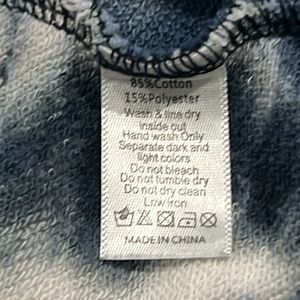 85%Cotton
15%Polyester
Wash & line dry
Inside out
Hand wash Only
Separate dark and
light colors
Do not bleach
Do not tumble dry
Do not dry clean
Low iron
MADE IN CHINA